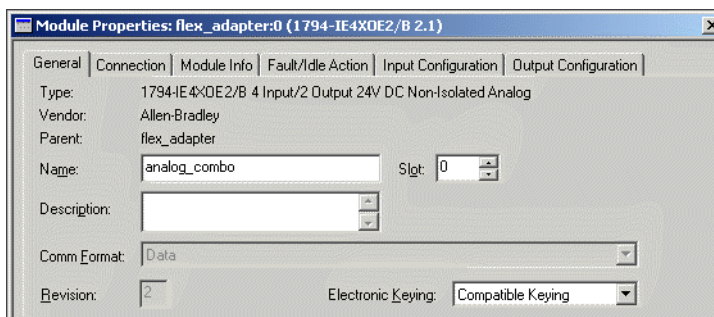 Module Properties: flex_adapter:0 (1794-IE4XOE2/B 2.1)
General Connection Module Info Fault/Idle Action Input Configuration Output Configuration
Type: 1794-IE4XOE2/B 4 Input/2 Output 24V DC Non-Isolated Analog
Vendor: Allen-Bradley
Parent: flex_adapter
Name: analog_combo Slot: 0
Description:
Comm Format: Data
Revision: 2 Electronic Keying: Compatible Keying